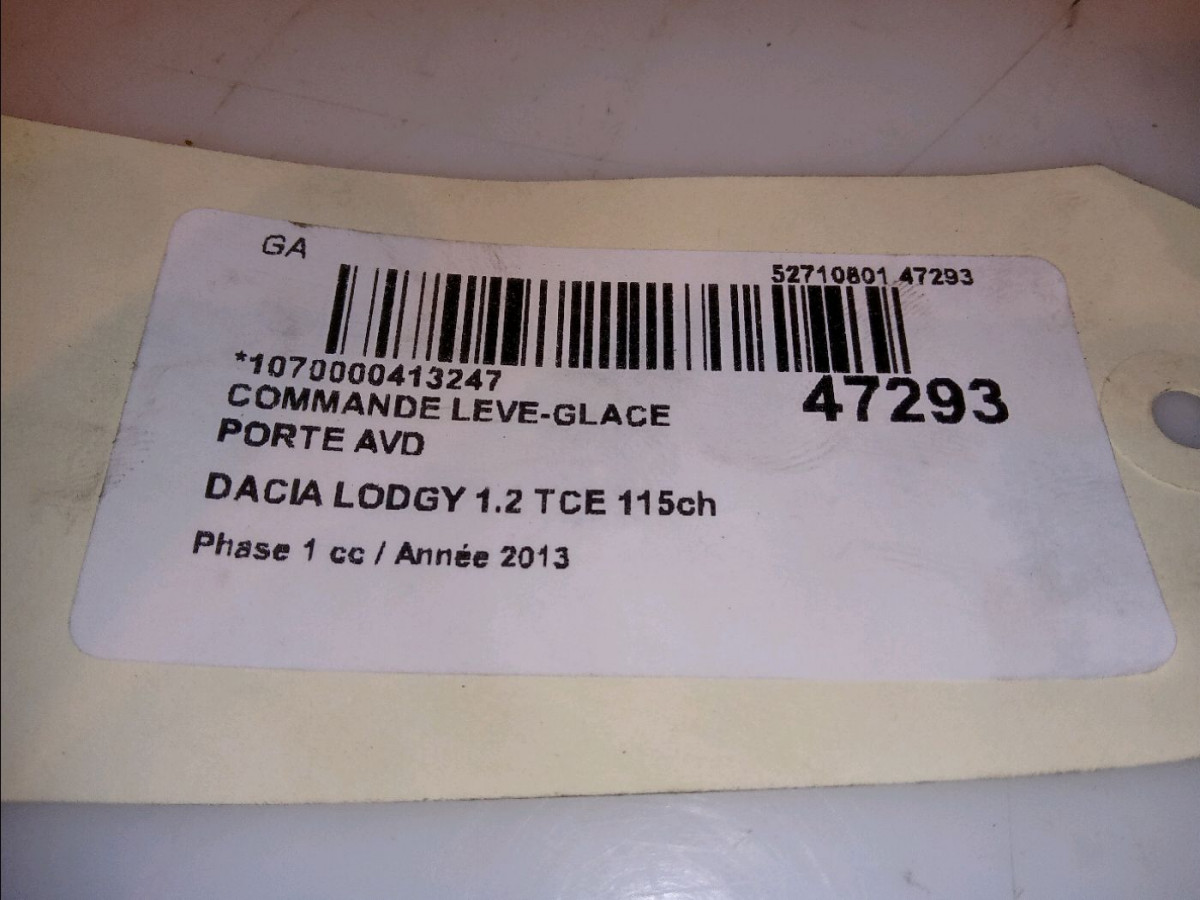 GA
52710801 47293
*1070000413247
47293
COMMANDE LEVE-GLACE
PORTE AVD
DACIA LODGY 1.2 TCE 115ch
Phase 1 cc / Année 2013